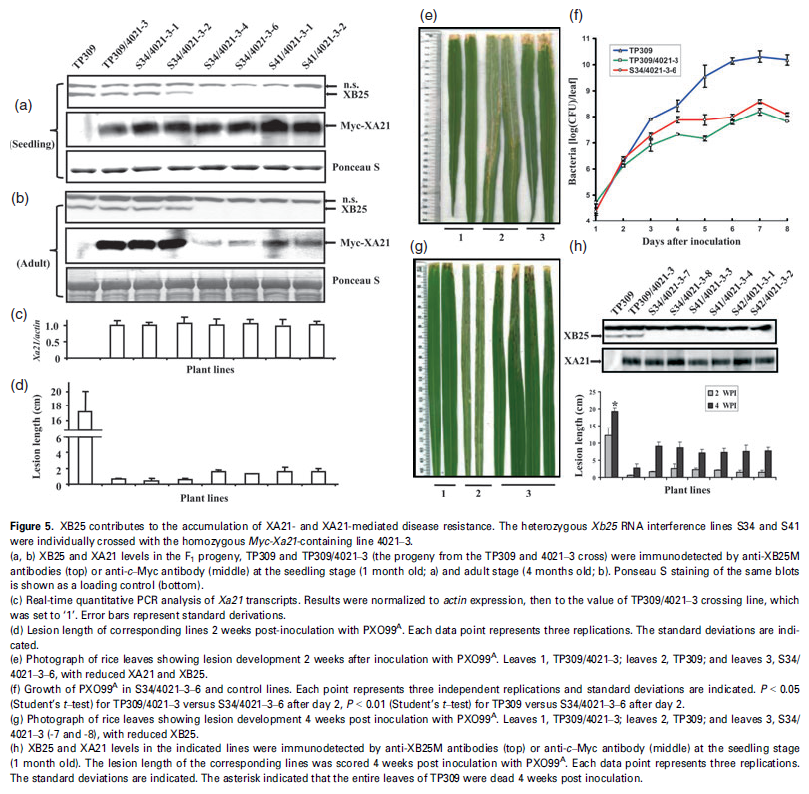 (a)
TP309
TP309/4021-3
S34/4021-3-1
S34/4021-3-2
S34/4021-3-4
S34/4021-3-6
S41/4021-3-1
S41/4021-3-2
n.s.
XB25
Myc-XA21
(Seedling)
Ponceau S
(b)
n.s.
XB25
Myc-XA21
(Adult)
Ponceau S
(c)
Xa21/actin
1.0
0.5
0
Plant lines
(d)
Lesion length (cm)
20
18
16
6
4
2
0
Plant lines
(e)
1 2 3
(f)
TP309
TP309/4021-3
S34/4021-3-6
Bacteria [log(CFU)/leaf]
11
10
9
8
7
6
5
4
1 2 3 4 5 6 7 8
Days after inoculation
(g)
1 2 3
(h)
TP309
TP309/4021-3
S34/4021-3-7
S34/4021-3-8
S41/4021-3-3
S41/4021-3-4
S42/4021-3-1
S42/4021-3-2
XB25
XA21
2 WPI
4 WPI
*
Lesion length (cm)
25
20
15
10
5
0
Plant lines
Figure 5. XB25 contributes to the accumulation of XA21- and XA21-mediated disease resistance. The heterozygous Xb25 RNA interference lines S34 and S41
were individually crossed with the homozygous Myc-Xa21-containing line 4021–3.
(a, b) XB25 and XA21 levels in the F1 progeny, TP309 and TP309/4021–3 (the progeny from the TP309 and 4021–3 cross) were immunodetected by anti-XB25M
antibodies (top) or anti-c–Myc antibody (middle) at the seedling stage (1 month old; a) and adult stage (4 months old; b). Ponseau S staining of the same blots
is shown as a loading control (bottom).
(c) Real-time quantitative PCR analysis of Xa21 transcripts. Results were normalized to actin expression, then to the value of TP309/4021–3 crossing line, which
was set to ‘1’. Error bars represent standard derivations.
(d) Lesion length of corresponding lines 2 weeks post-inoculation with PXO99A. Each data point represents three replications. The standard deviations are indi-
cated.
(e) Photograph of rice leaves showing lesion development 2 weeks after inoculation with PXO99A. Leaves 1, TP309/4021–3; leaves 2, TP309; and leaves 3, S34/
4021–3–6, with reduced XA21 and XB25.
(f) Growth of PXO99A in S34/4021–3–6 and control lines. Each point represents three independent replications and standard deviations are indicated. P < 0.05
(Student’s t–test) for TP309/4021–3 versus S34/4021–3–6 after day 2, P < 0.01 (Student’s t–test) for TP309 versus S34/4021–3–6 after day 2.
(g) Photograph of rice leaves showing lesion development 4 weeks post inoculation with PXO99A. Leaves 1, TP309/4021–3; leaves 2, TP309; and leaves 3, S34/
4021–3 (-7 and -8), with reduced XB25.
(h) XB25 and XA21 levels in the indicated lines were immunodetected by anti-XB25M antibodies (top) or anti-c–Myc antibody (middle) at the seedling stage
(1 month old). The lesion length of the corresponding lines was scored 4 weeks post inoculation with PXO99A. Each data point represents three replications.
The standard deviations are indicated. The asterisk indicated that the entire leaves of TP309 were dead 4 weeks post inoculation.